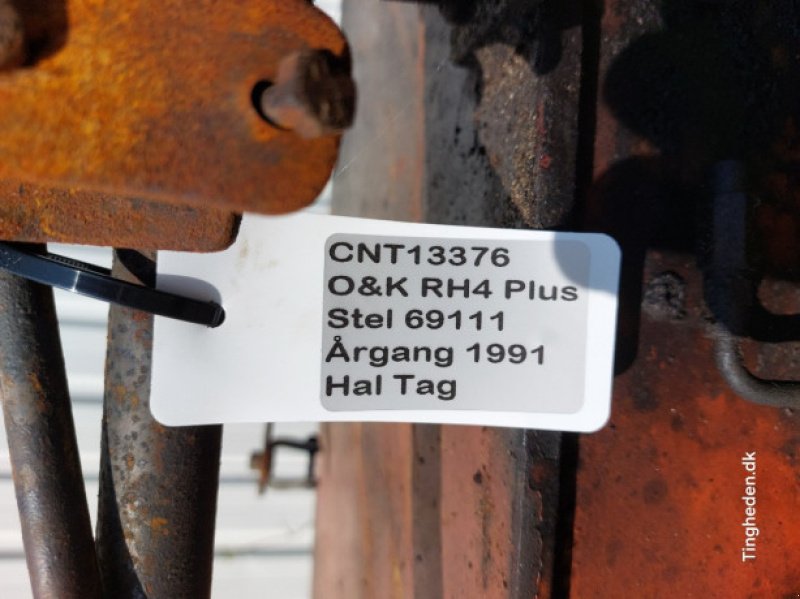 CNT13376
O&K RH4 Plus
Stel 69111
Årgang 1991
Hal Tag
Tingheden.dk